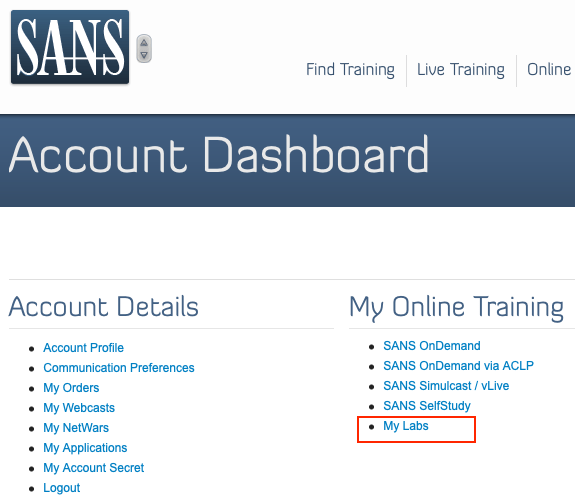 SANS
Find Training
Live Training
Online
Account Dashboard
Account Details
Account Profile
Communication Preferences
My Orders
My Webcasts
My NetWars
My Applications
My Account Secret
Logout
My Online Training
SANS OnDemand
SANS OnDemand via ACLP
SANS Simulcast / vLive
SANS SelfStudy
My Labs